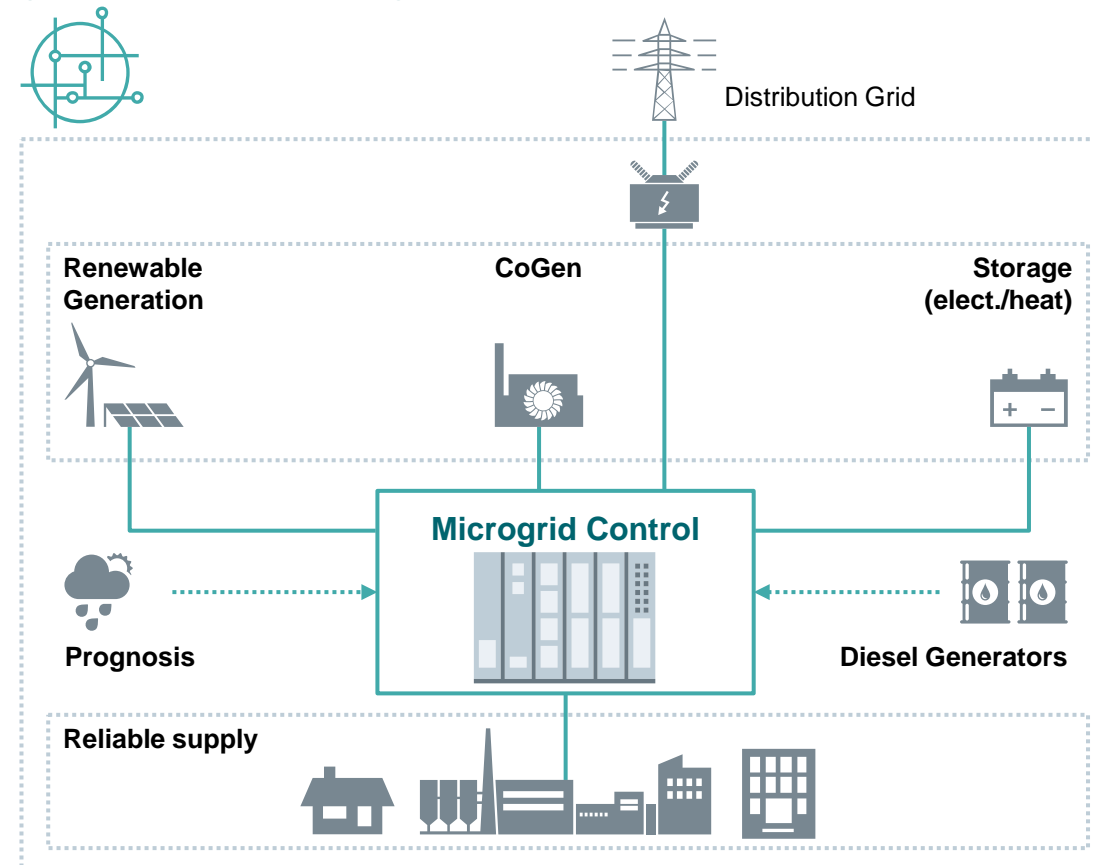 Distribution Grid
Renewable
Generation
CoGen
Storage
(elect./heat)
Microgrid Control
Prognosis
Diesel Generators
Reliable supply